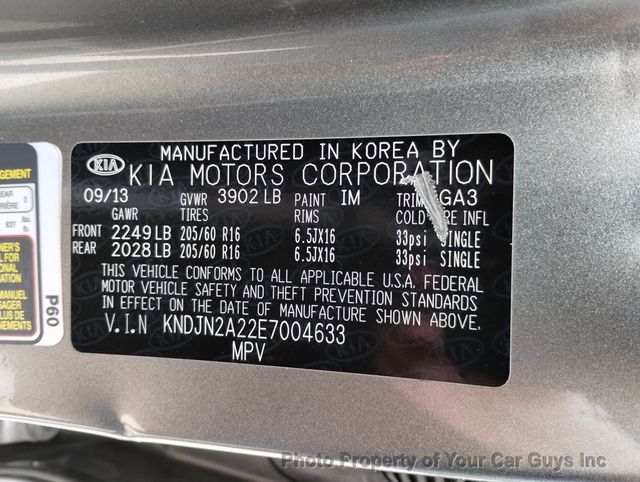 MANUFACTURED IN KOREA BY
KIA KIA MOTORS CORPORATION
09/13 GVWR 3902 LB PAINT IM TRIM GA3
GAWR TIRES RIMS COLD INFL
FRONT 2249 LB 205/60 R16 6.5JX16 33psi SINGLE
REAR 2028 LB 205/60 R16 6.5JX16 33psi SINGLE
THIS VEHICLE CONFORMS TO ALL APPLICABLE U.S.A. FEDERAL
MOTOR VEHICLE SAFETY AND THEFT PREVENTION STANDARDS
IN EFFECT ON THE DATE OF MANUFACTURE SHOWN ABOVE.
V.I.N KNDJN2A22E7004633
MPV
P60
Photo Property of Your Car Guys Inc